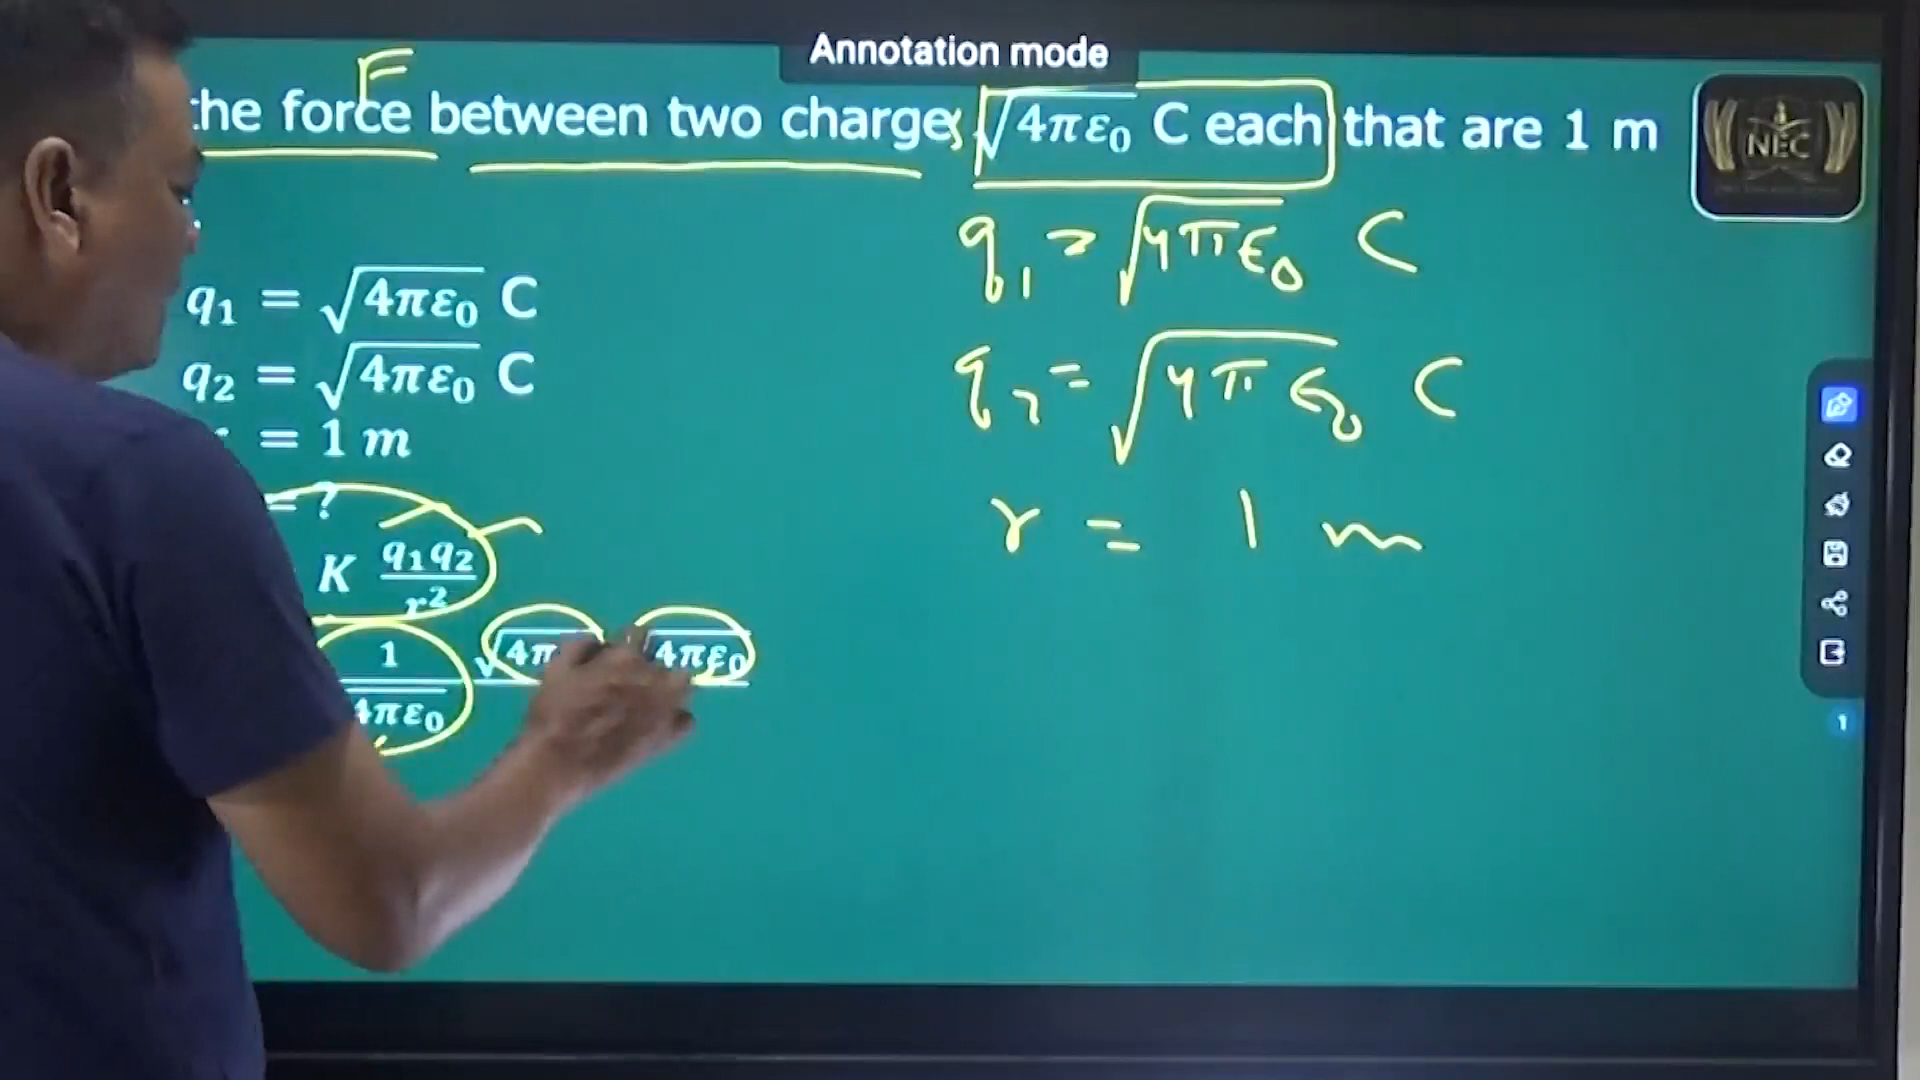 Annotation mode
F
the force between two charges √4πε₀ C each that are 1 m
NEC
q₁ = √4πε₀ C
q₂ = √4πε₀ C
= 1 m
= ?
K q₁q₂/r²
1/4πε₀ √4π √4πε₀
q₁ = √4πε₀ C
q₂ = √4πε₀ C
r = 1 m
1